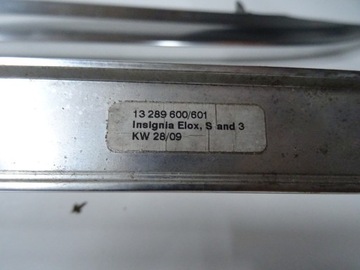 13 289 600/601
Insignia Elox, S and 3
KW 28/09